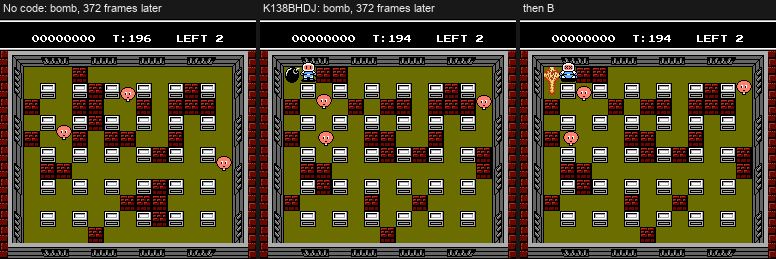 No code: bomb, 372 frames later
K138BHDJ: bomb, 372 frames later
then B
00000000 T:196 LEFT 2
00000000 T:194 LEFT 2
00000000 T:194 LEFT 2